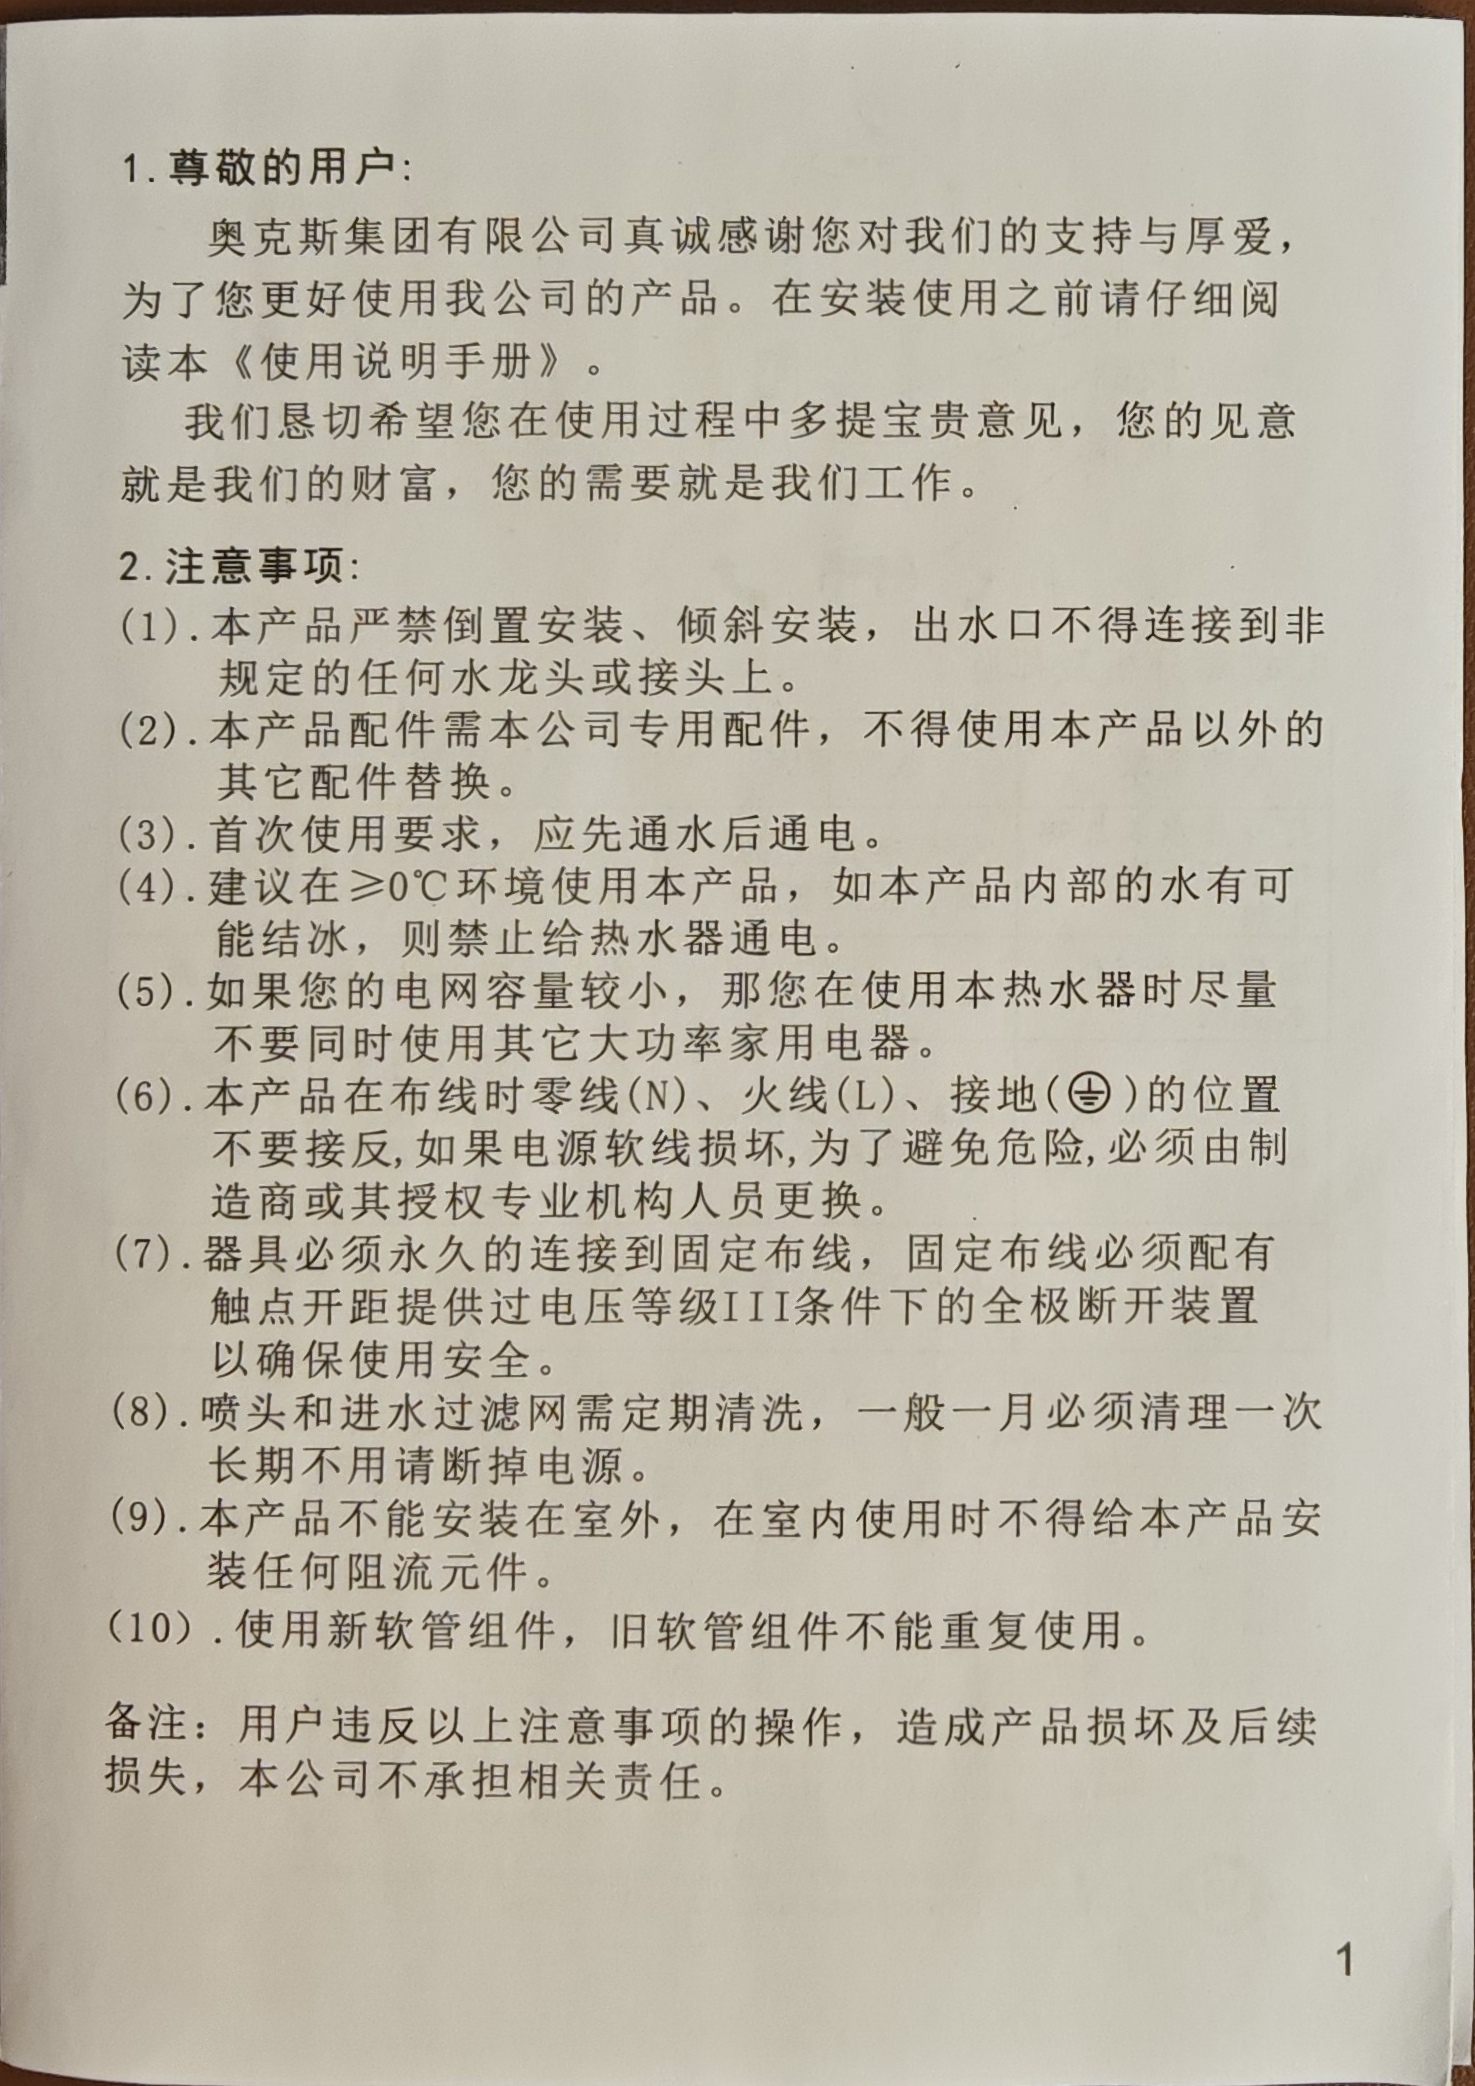 1.尊敬的用户:
奥克斯集团有限公司真诚感谢您对我们的支持与厚爱，
为了您更好使用我公司的产品。在安装使用之前请仔细阅
读本《使用说明手册》。
我们恳切希望您在使用过程中多提宝贵意见，您的见意
就是我们的财富，您的需要就是我们工作。
2.注意事项:
(1).本产品严禁倒置安装、倾斜安装，出水口不得连接到非
规定的任何水龙头或接头上。
(2).本产品配件需本公司专用配件，不得使用本产品以外的
其它配件替换。
(3).首次使用要求，应先通水后通电。
(4).建议在≥0℃环境使用本产品，如本产品内部的水有可
能结冰，则禁止给热水器通电。
(5).如果您的电网容量较小，那您在使用本热水器时尽量
不要同时使用其它大功率家用电器。
(6).本产品在布线时零线(N)、火线(L)、接地(⏚)的位置
不要接反,如果电源软线损坏,为了避免危险,必须由制
造商或其授权专业机构人员更换。
(7).器具必须永久的连接到固定布线，固定布线必须配有
触点开距提供过电压等级III条件下的全极断开装置
以确保使用安全。
(8).喷头和进水过滤网需定期清洗，一般一月必须清理一次
长期不用请断掉电源。
(9).本产品不能安装在室外，在室内使用时不得给本产品安
装任何阻流元件。
(10）.使用新软管组件，旧软管组件不能重复使用。
备注：用户违反以上注意事项的操作，造成产品损坏及后续
损失，本公司不承担相关责任。
1